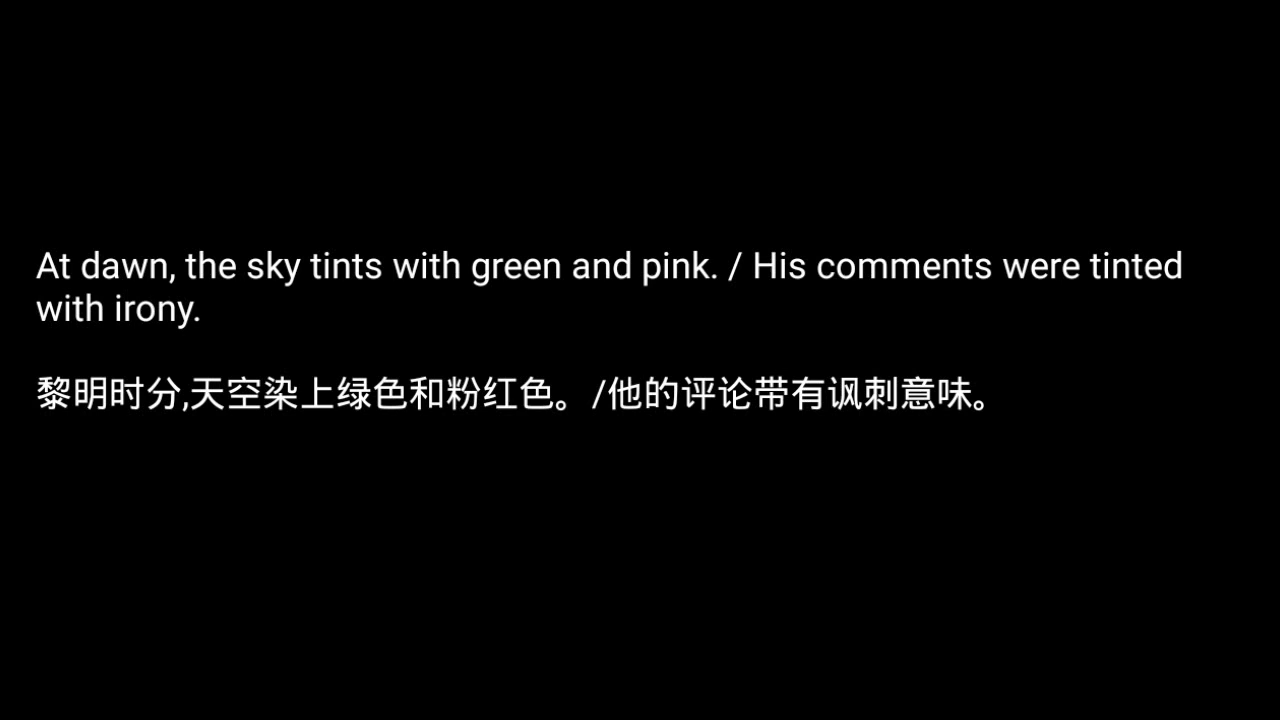 At dawn, the sky tints with green and pink. / His comments were tinted
with irony.
黎明时分,天空染上绿色和粉红色。/他的评论带有讽刺意味。